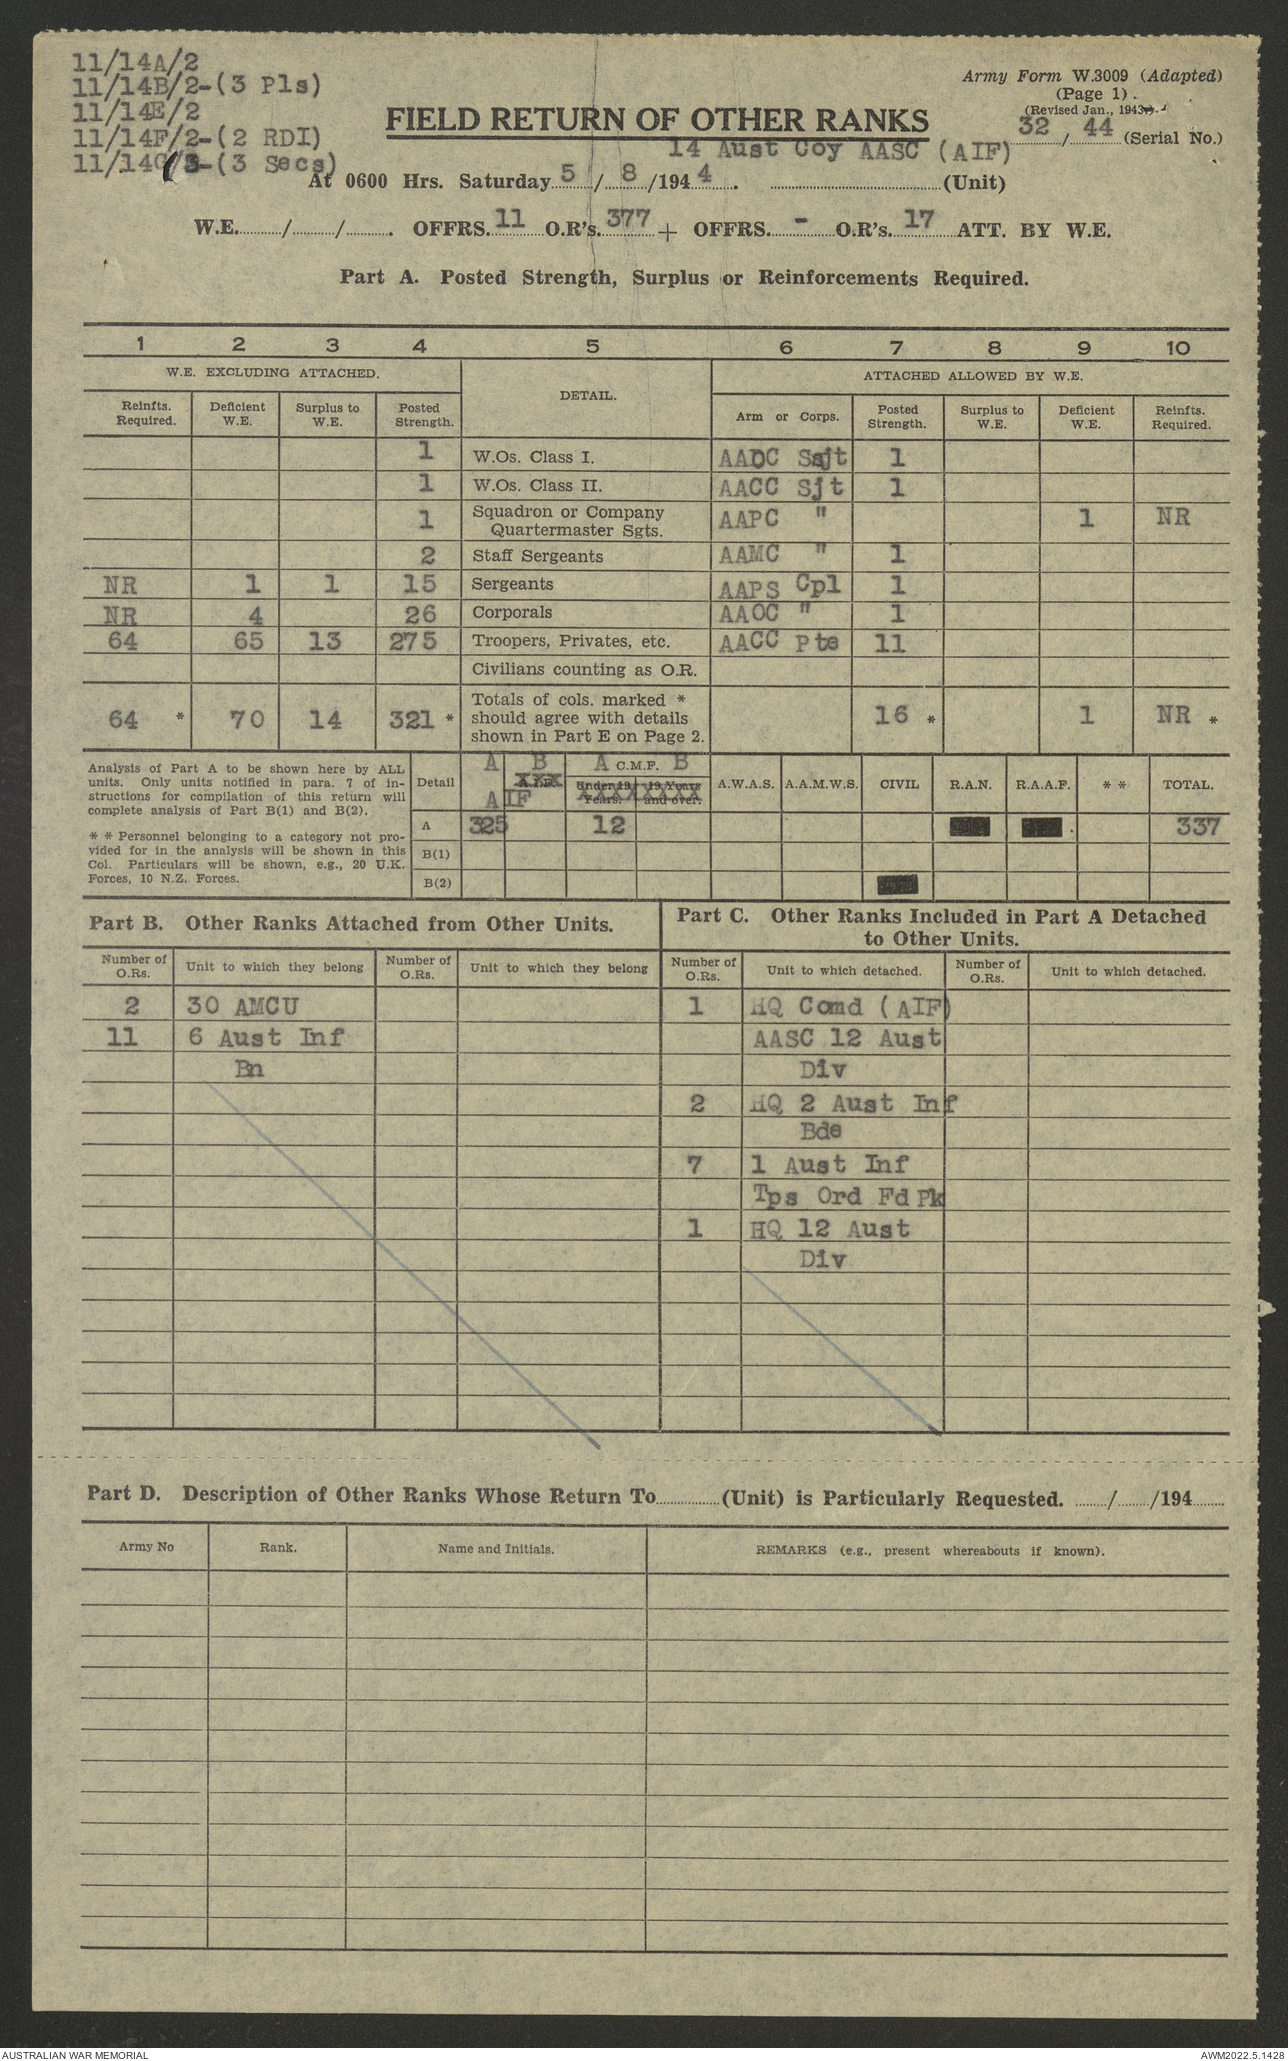 11/14A/2
11/14B/2-(3 Pls)
11/14E/2
11/14F/2-(2 RDI)
11/14G/3-(3 Secs)
Army Form W.3009 (Adapted)
(Page 1).
(Revised Jan., 1943).
FIELD RETURN OF OTHER RANKS
32 / 44 (Serial No.)
14 Aust Coy AASC (AIF)
At 0600 Hrs. Saturday 5 / 8 /194 4 . (Unit)
W.E. / / . OFFRS. 11 O.R's. 377 + OFFRS. - O.R's. 17 ATT. BY W.E.
Part A. Posted Strength, Surplus or Reinforcements Required.
1 2 3 4 5 6 7 8 9 10
W.E. EXCLUDING ATTACHED. DETAIL. ATTACHED ALLOWED BY W.E.
Reinfts. Required. Deficient W.E. Surplus to W.E. Posted Strength. Arm or Corps. Posted Strength. Surplus to W.E. Deficient W.E. Reinfts. Required.
1 W.Os. Class I. AADC Ssjt 1
1 W.Os. Class II. AACC Sjt 1
1 Squadron or Company Quartermaster Sgts. AAPC " 1 NR
2 Staff Sergeants AAMC " 1
NR 1 1 15 Sergeants AAPS Cpl 1
NR 4 26 Corporals AAOC " 1
64 65 13 275 Troopers, Privates, etc. AACC Pte 11
Civilians counting as O.R.
64 * 70 14 321 * Totals of cols. marked * should agree with details shown in Part E on Page 2. 16 * 1 NR *
Analysis of Part A to be shown here by ALL
units. Only units notified in para. 7 of in-
structions for compilation of this return will
complete analysis of Part B(1) and B(2).
* * Personnel belonging to a category not pro-
vided for in the analysis will be shown in this
Col. Particulars will be shown, e.g., 20 U.K.
Forces, 10 N.Z. Forces.
A B A C.M.F. B
Detail A.I.F. Under 19 Years. 19 Years and over. A.W.A.S. A.A.M.W.S. CIVIL R.A.N. R.A.A.F. * * TOTAL.
AIF
A 325 12 337
B(1)
B(2)
Part B. Other Ranks Attached from Other Units.
Part C. Other Ranks Included in Part A Detached
to Other Units.
Number of O.Rs. Unit to which they belong Number of O.Rs. Unit to which they belong Number of O.Rs. Unit to which detached. Number of O.Rs. Unit to which detached.
2 30 AMCU 1 HQ Comd (AIF)
11 6 Aust Inf AASC 12 Aust
Bn Div
2 HQ 2 Aust Inf
Bde
7 1 Aust Inf
Tps Ord Fd Pk
1 HQ 12 Aust
Div
Part D. Description of Other Ranks Whose Return To (Unit) is Particularly Requested. / /194
Army No Rank. Name and Initials. REMARKS (e.g., present whereabouts if known).
AUSTRALIAN WAR MEMORIAL AWM2022.5.1428